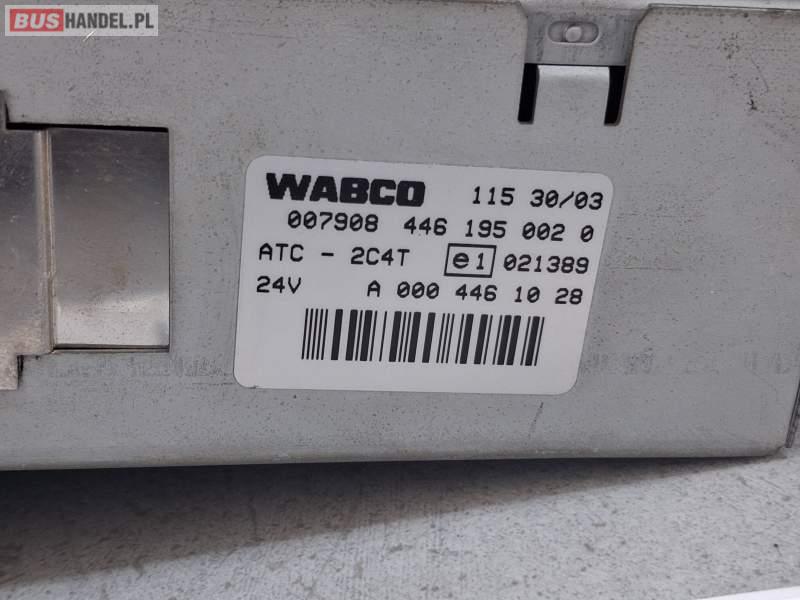 BUSHANDEL.PL
WABCO 115 30/03
007908 446 195 002 0
ATC - 2C4T e1 021389
24V A 000 446 10 28